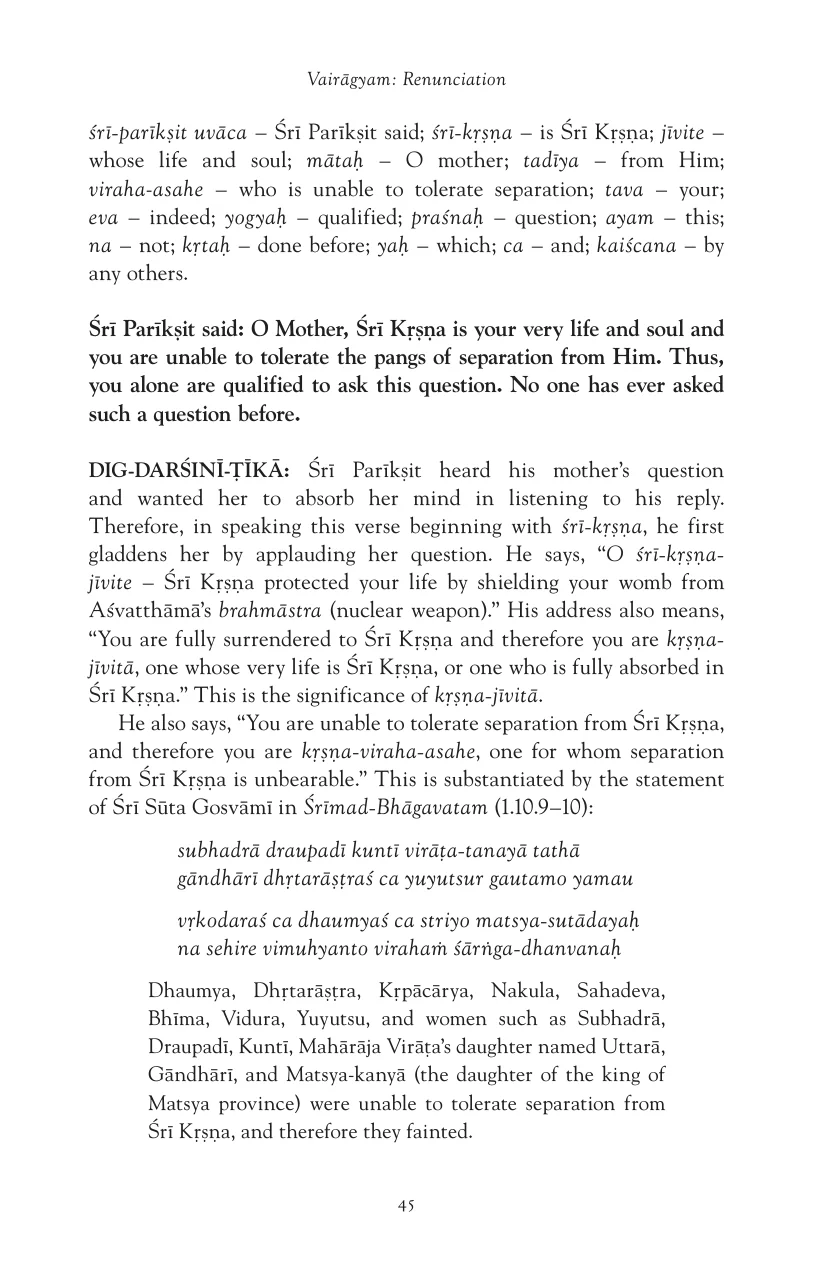 Vairāgyam: Renunciation
śrī-parīkṣit uvāca – Śrī Parīkṣit said; śrī-kṛṣṇa – is Śrī Kṛṣṇa; jīvite –
whose life and soul; mātaḥ – O mother; tadīya – from Him;
viraha-asahe – who is unable to tolerate separation; tava – your;
eva – indeed; yogyaḥ – qualified; praśnaḥ – question; ayam – this;
na – not; kṛtaḥ – done before; yaḥ – which; ca – and; kaiścana – by
any others.
Śrī Parīkṣit said: O Mother, Śrī Kṛṣṇa is your very life and soul and
you are unable to tolerate the pangs of separation from Him. Thus,
you alone are qualified to ask this question. No one has ever asked
such a question before.
DIG-DARŚINĪ-ṬĪKĀ: Śrī Parīkṣit heard his mother’s question
and wanted her to absorb her mind in listening to his reply.
Therefore, in speaking this verse beginning with śrī-kṛṣṇa, he first
gladdens her by applauding her question. He says, “O śrī-kṛṣṇa-
jīvite – Śrī Kṛṣṇa protected your life by shielding your womb from
Aśvatthāmā’s brahmāstra (nuclear weapon).” His address also means,
“You are fully surrendered to Śrī Kṛṣṇa and therefore you are kṛṣṇa-
jīvitā, one whose very life is Śrī Kṛṣṇa, or one who is fully absorbed in
Śrī Kṛṣṇa.” This is the significance of kṛṣṇa-jīvitā.
He also says, “You are unable to tolerate separation from Śrī Kṛṣṇa,
and therefore you are kṛṣṇa-viraha-asahe, one for whom separation
from Śrī Kṛṣṇa is unbearable.” This is substantiated by the statement
of Śrī Sūta Gosvāmī in Śrīmad-Bhāgavatam (1.10.9–10):
subhadrā draupadī kuntī virāṭa-tanayā tathā
gāndhārī dhṛtarāṣṭraś ca yuyutsur gautamo yamau
vṛkodaraś ca dhaumyaś ca striyo matsya-sutādayaḥ
na sehire vimuhyanto virahaṁ śārṅga-dhanvanaḥ
Dhaumya, Dhṛtarāṣṭra, Kṛpācārya, Nakula, Sahadeva,
Bhīma, Vidura, Yuyutsu, and women such as Subhadrā,
Draupadī, Kuntī, Mahārāja Virāṭa’s daughter named Uttarā,
Gāndhārī, and Matsya-kanyā (the daughter of the king of
Matsya province) were unable to tolerate separation from
Śrī Kṛṣṇa, and therefore they fainted.
45